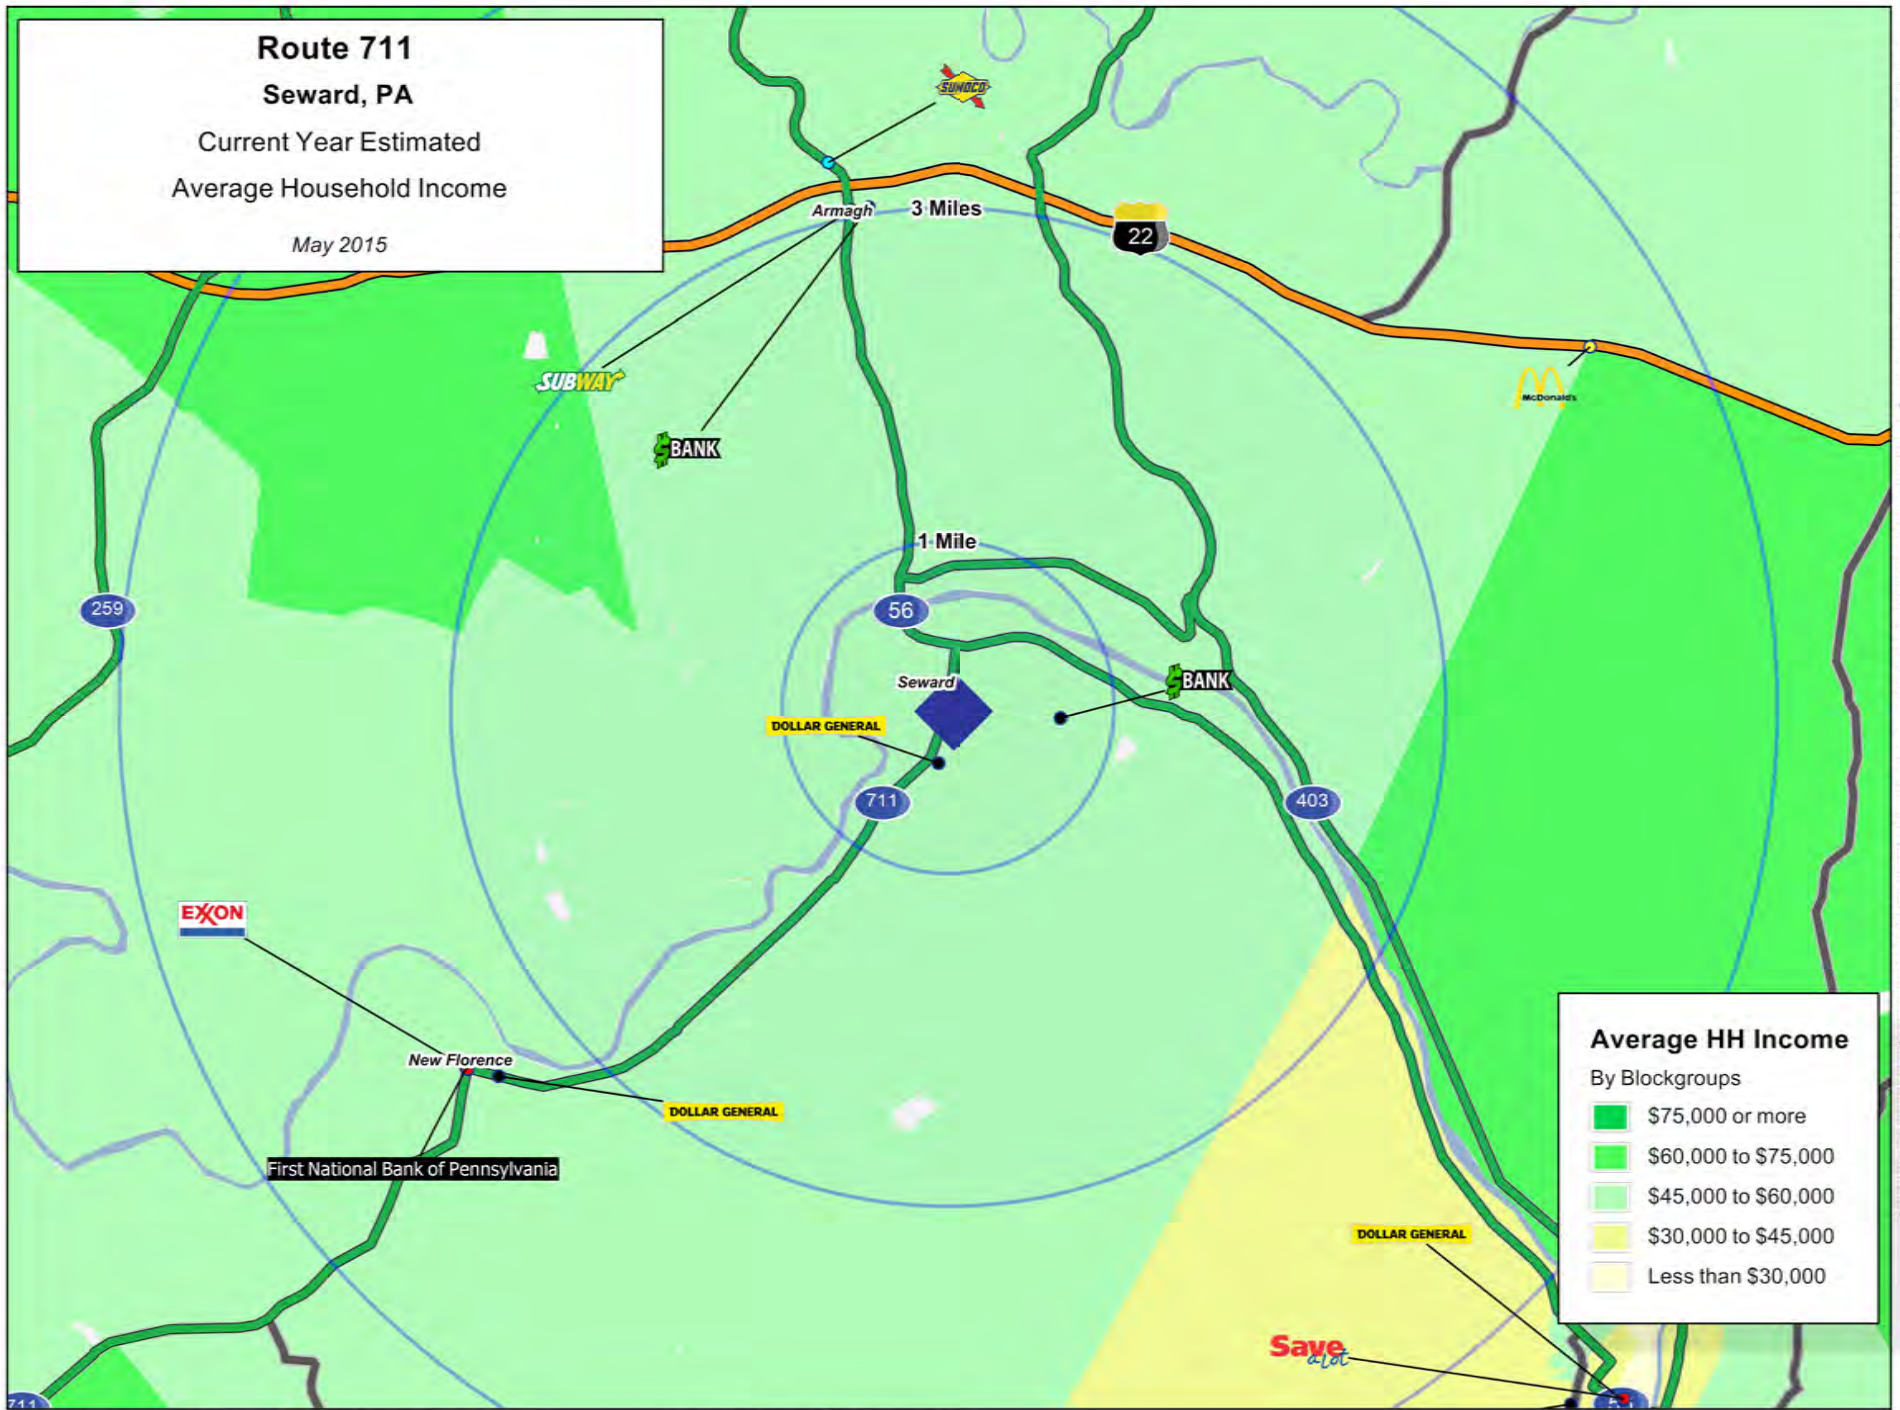 Route 711
Seward, PA
Current Year Estimated
Average Household Income
May 2015
SUNOCO
Armagh
3 Miles
22
SUBWAY
McDonald's
$BANK
1 Mile
259
56
Seward
$BANK
DOLLAR GENERAL
711
403
EXXON
New Florence
DOLLAR GENERAL
First National Bank of Pennsylvania
Average HH Income
By Blockgroups
$75,000 or more
$60,000 to $75,000
$45,000 to $60,000
$30,000 to $45,000
Less than $30,000
DOLLAR GENERAL
Save
a lot
711